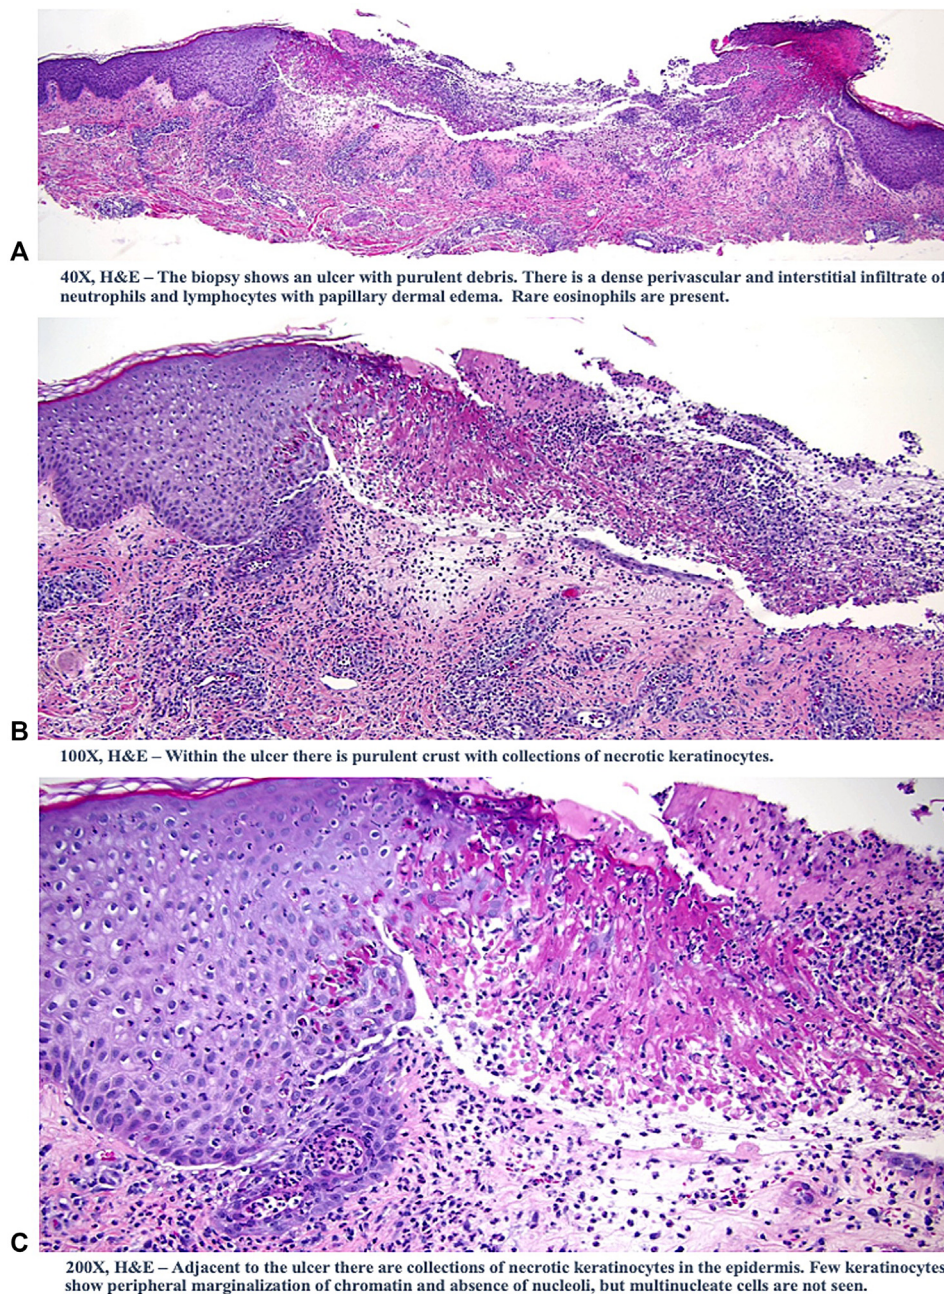 A
40X, H&E – The biopsy shows an ulcer with purulent debris. There is a dense perivascular and interstitial infiltrate of
neutrophils and lymphocytes with papillary dermal edema.  Rare eosinophils are present.
B
100X, H&E – Within the ulcer there is purulent crust with collections of necrotic keratinocytes.
C
200X, H&E – Adjacent to the ulcer there are collections of necrotic keratinocytes in the epidermis. Few keratinocytes
show peripheral marginalization of chromatin and absence of nucleoli, but multinucleate cells are not seen.